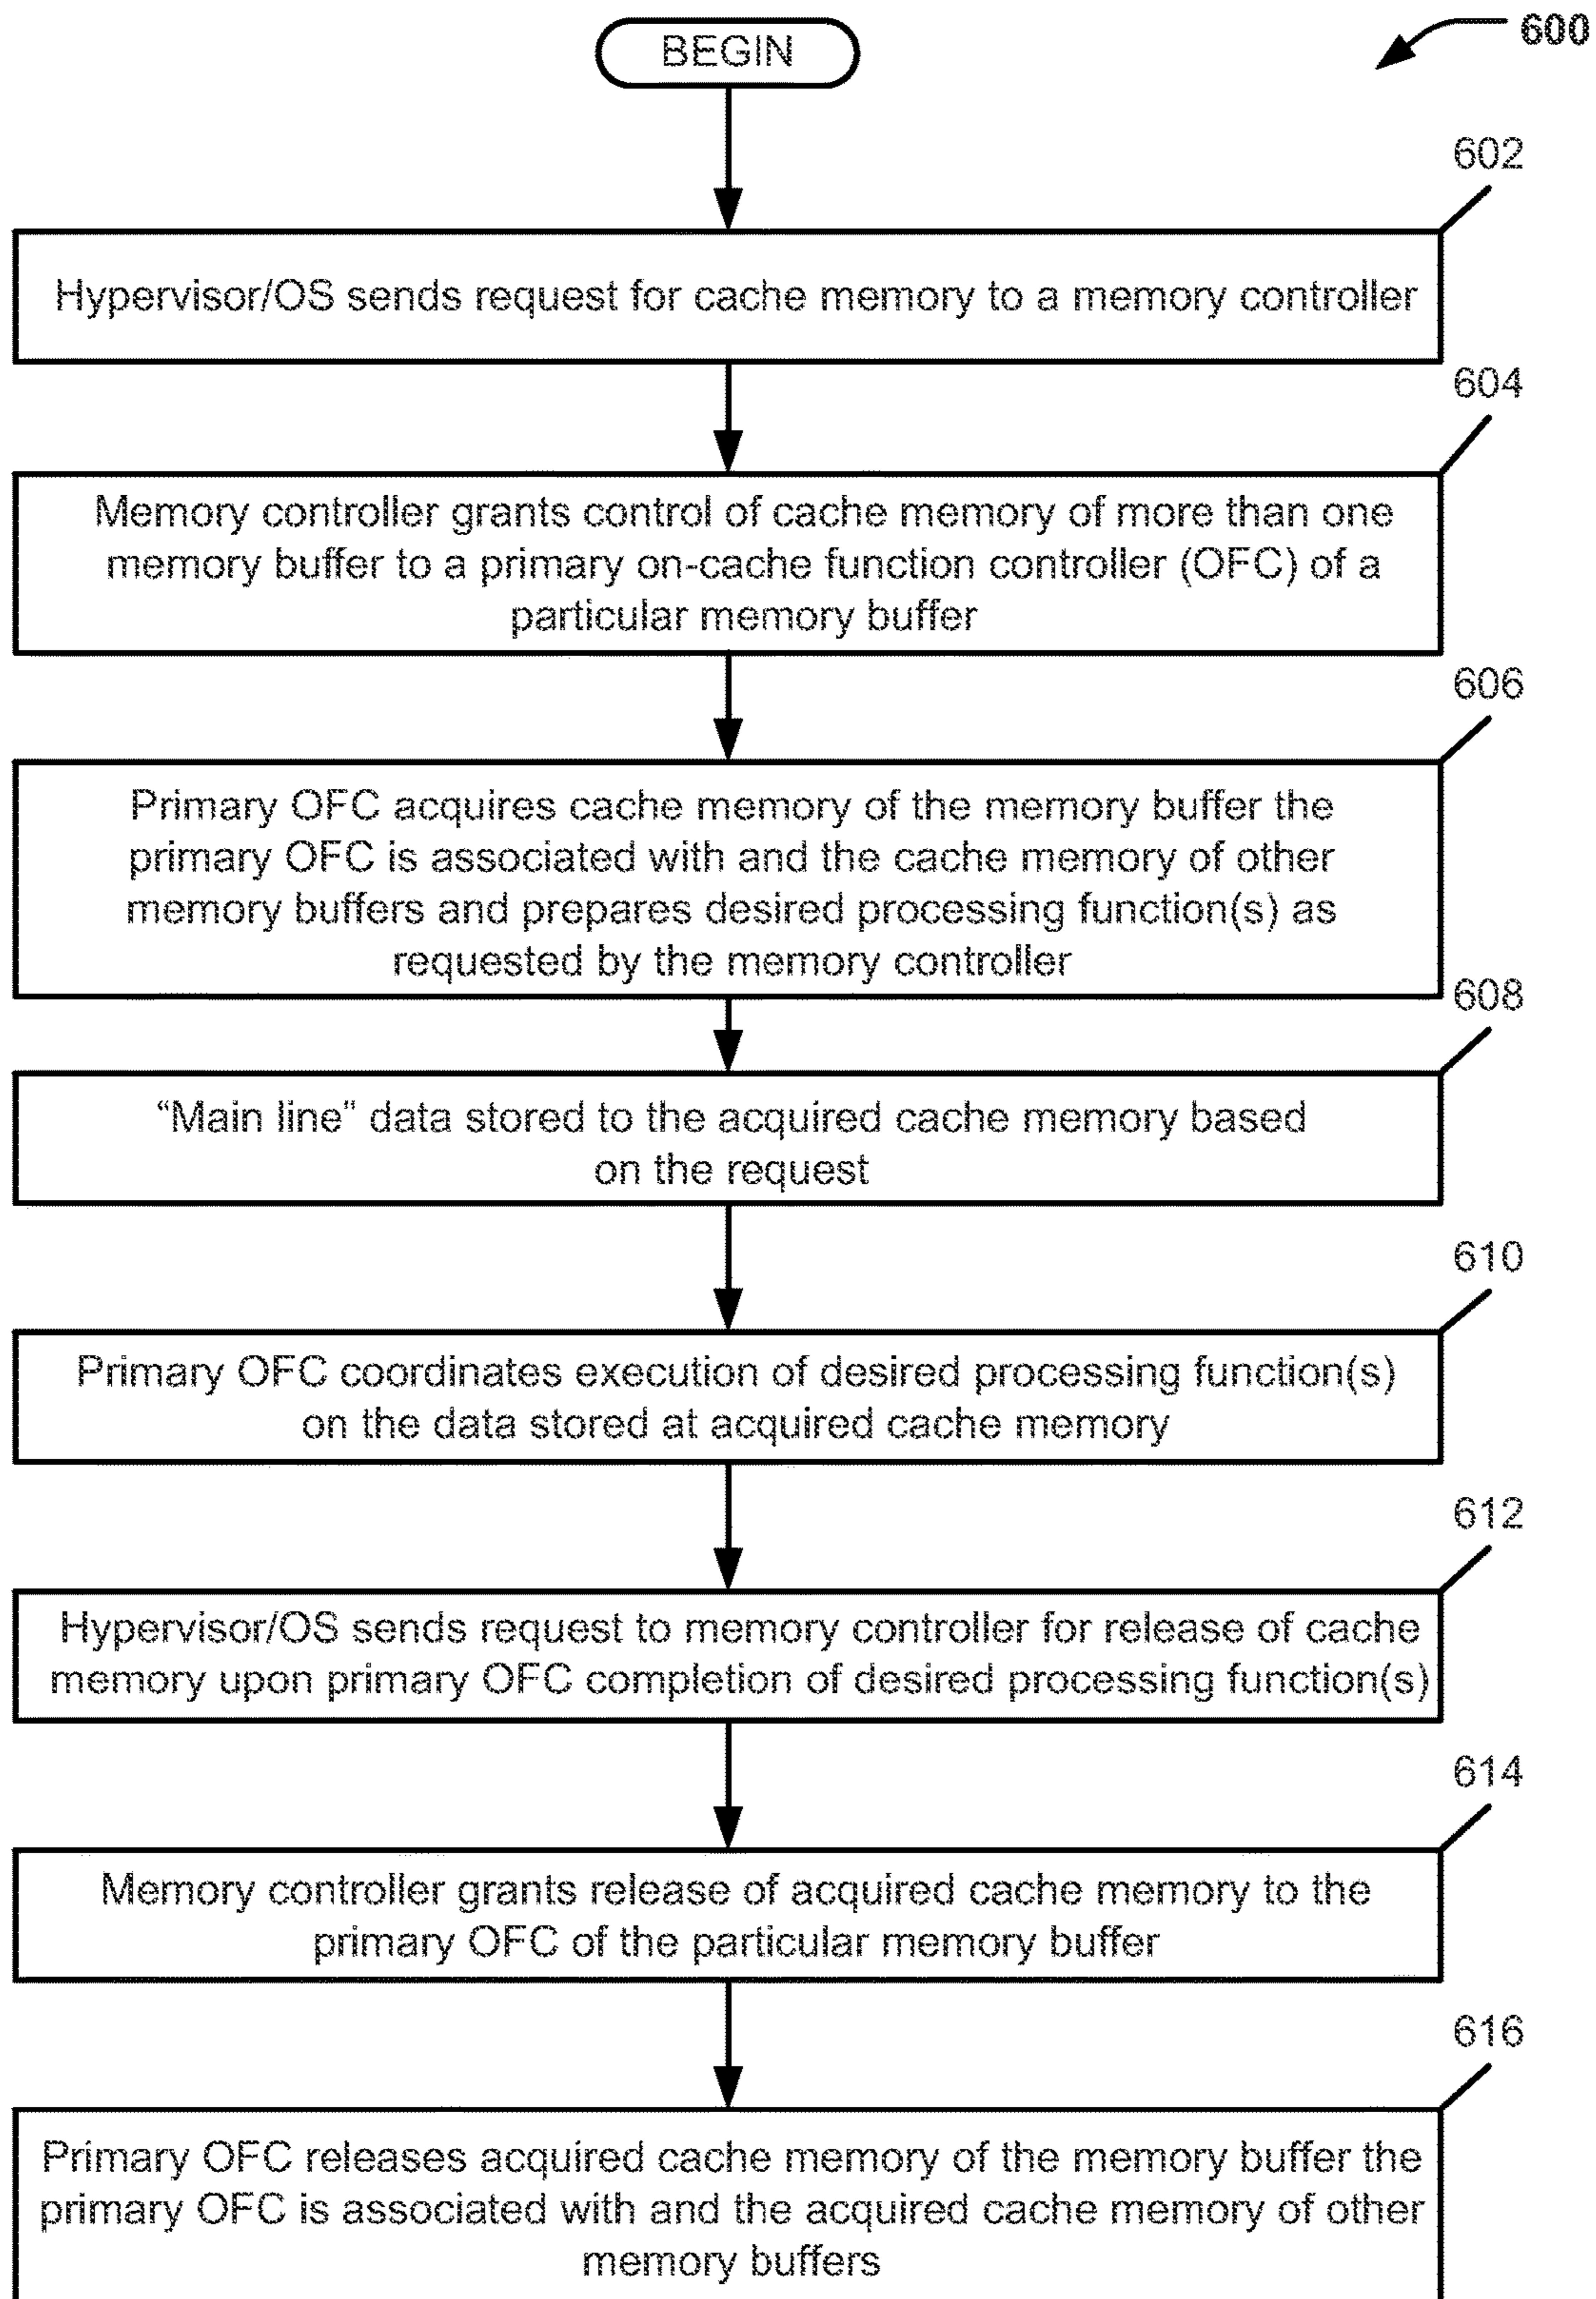 BEGIN
600
602
Hypervisor/OS sends request for cache memory to a memory controller
604
Memory controller grants control of cache memory of more than one
memory buffer to a primary on-cache function controller (OFC) of a
particular memory buffer
606
Primary OFC acquires cache memory of the memory buffer the
primary OFC is associated with and the cache memory of other
memory buffers and prepares desired processing function(s) as
requested by the memory controller
608
“Main line” data stored to the acquired cache memory based
on the request
610
Primary OFC coordinates execution of desired processing function(s)
on the data stored at acquired cache memory
612
Hypervisor/OS sends request to memory controller for release of cache
memory upon primary OFC completion of desired processing function(s)
614
Memory controller grants release of acquired cache memory to the
primary OFC of the particular memory buffer
616
Primary OFC releases acquired cache memory of the memory buffer the
primary OFC is associated with and the acquired cache memory of other
memory buffers